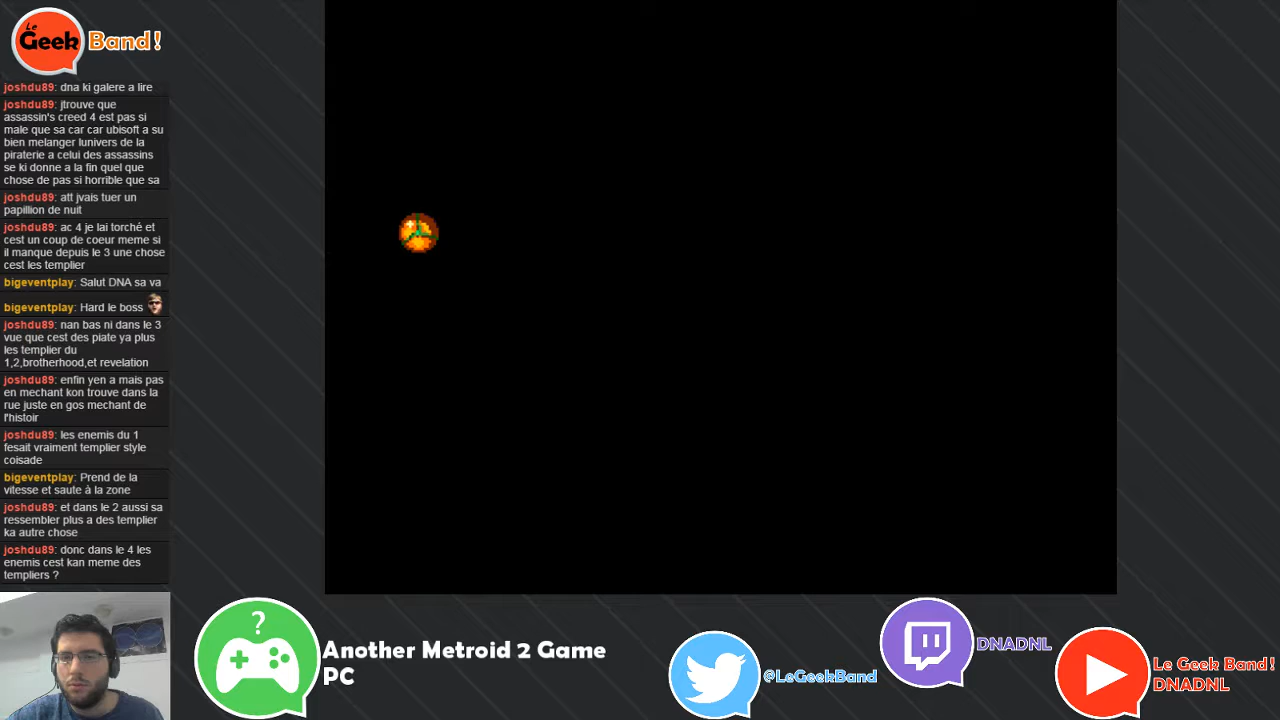 Le
Geek Band!
joshdu89: dna ki galere a lire
joshdu89: jtrouve que
assassin's creed 4 est pas si
male que sa car car ubisoft a su
bien melanger lunivers de la
piraterie a celui des assassins
se ki donne a la fin quel que
chose de pas si horrible que sa
joshdu89: att jvais tuer un
papillion de nuit
joshdu89: ac 4 je lai torché et
cest un coup de coeur meme si
il manque depuis le 3 une chose
cest les templier
bigeventplay: Salut DNA sa va
bigeventplay: Hard le boss
joshdu89: nan bas ni dans le 3
vue que cest des piate ya plus
les templier du
1,2,brotherhood,et revelation
joshdu89: enfin yen a mais pas
en mechant kon trouve dans la
rue juste en gos mechant de
l'histoir
joshdu89: les enemis du 1
fesait vraiment templier style
coisade
bigeventplay: Prend de la
vitesse et saute à la zone
joshdu89: et dans le 2 aussi sa
ressembler plus a des templier
ka autre chose
joshdu89: donc dans le 4 les
enemis cest kan meme des
templiers ?
?
Another Metroid 2 Game
PC
@LeGeekBand
DNADNL
Le Geek Band!
DNADNL